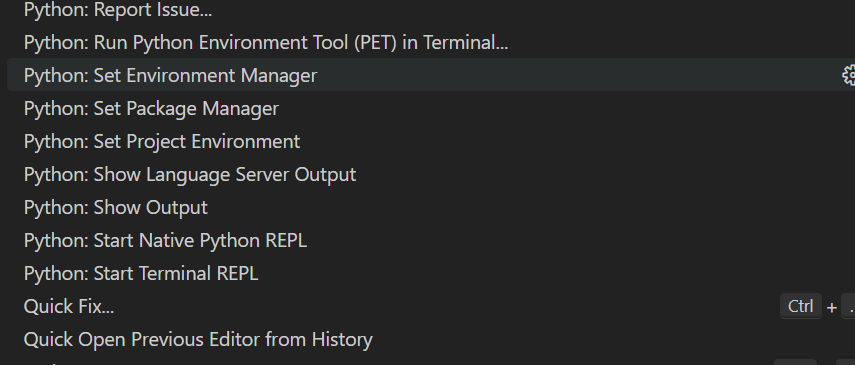 Python: Report Issue...
Python: Run Python Environment Tool (PET) in Terminal...
Python: Set Environment Manager
Python: Set Package Manager
Python: Set Project Environment
Python: Show Language Server Output
Python: Show Output
Python: Start Native Python REPL
Python: Start Terminal REPL
Quick Fix... Ctrl + .
Quick Open Previous Editor from History